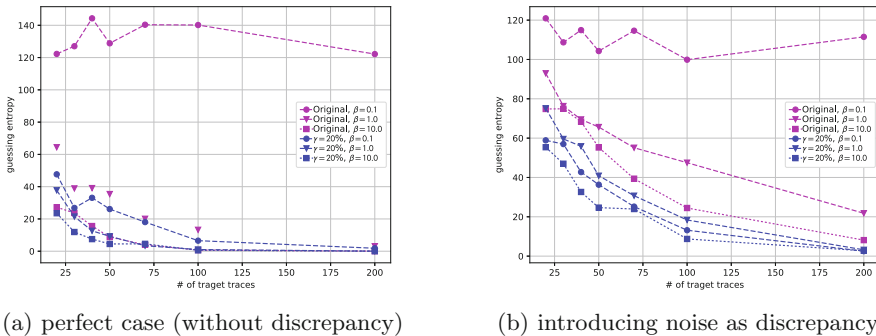 140
120
100
80
60
40
20
0
guessing entropy
Original, β=0.1
Original, β=1.0
Original, β=10.0
γ=20%, β=0.1
γ=20%, β=1.0
γ=20%, β=10.0
25 50 75 100 125 150 175 200
# of traget traces
(a) perfect case (without discrepancy)
120
100
80
60
40
20
0
guessing entropy
Original, β=0.1
Original, β=1.0
Original, β=10.0
γ=20%, β=0.1
γ=20%, β=1.0
γ=20%, β=10.0
25 50 75 100 125 150 175 200
# of traget traces
(b) introducing noise as discrepancy